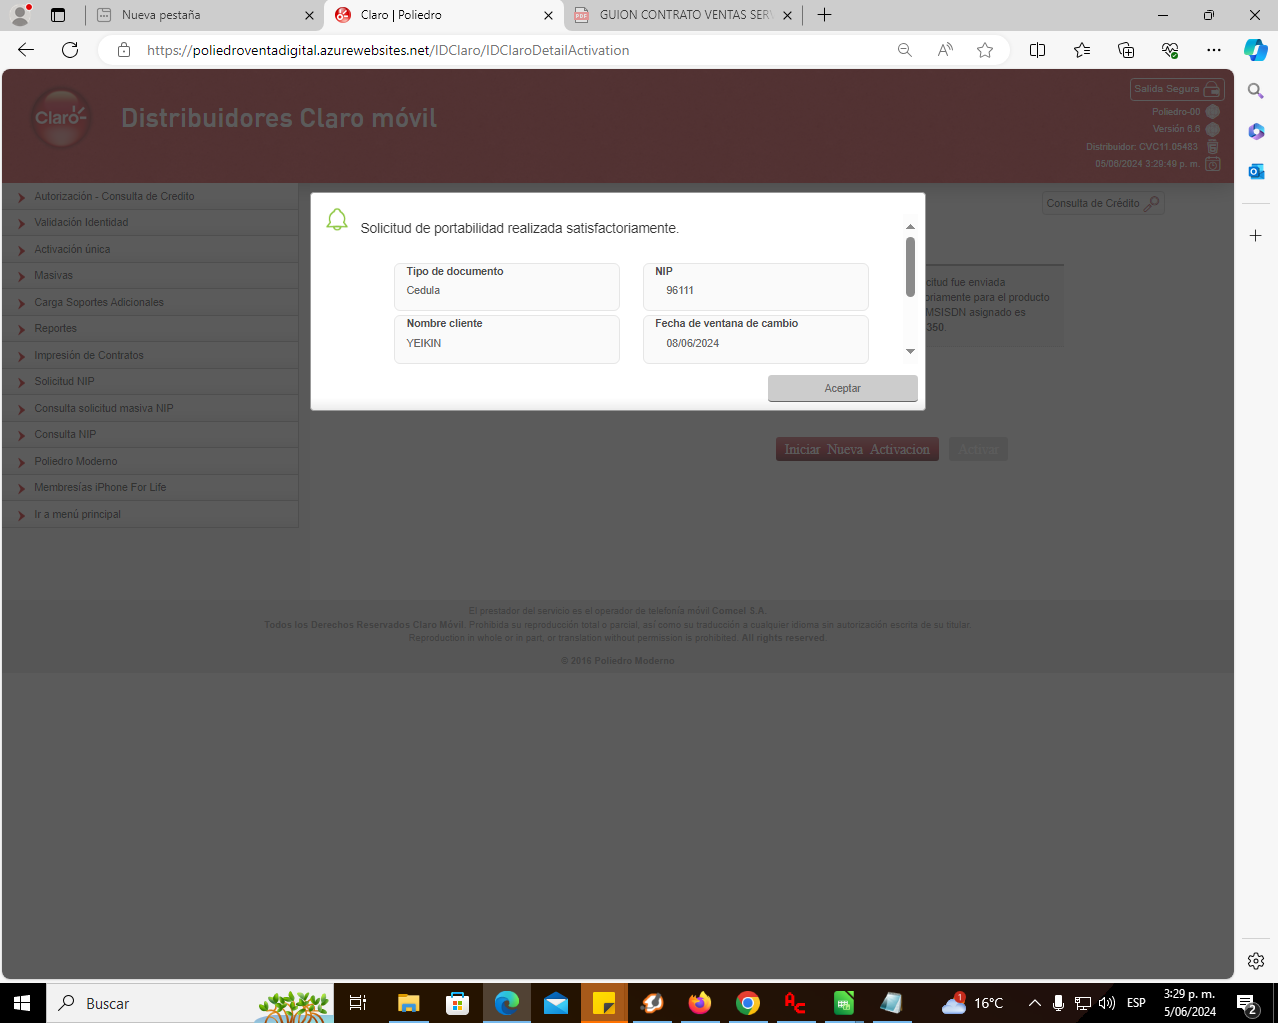 Nueva pestaña
Claro | Poliedro
GUION CONTRATO VENTAS SER
https://poliedroventadigital.azurewebsites.net/IDClaro/IDClaroDetailActivation
Claro
Distribuidores Claro móvil
Salida Segura
Poliedro-00
Versión 6.6
Distribuidor: CVC11.05483
05/06/2024 3:29:49 p. m.
Autorización - Consulta de Credito
Validación Identidad
Activación única
Masivas
Carga Soportes Adicionales
Reportes
Impresión de Contratos
Solicitud NIP
Consulta solicitud masiva NIP
Consulta NIP
Poliedro Moderno
Membresías iPhone For Life
Ir a menú principal
Consulta de Crédito
Solicitud de portabilidad realizada satisfactoriamente.
Tipo de documento
Cedula
NIP
96111
Nombre cliente
YEIKIN
Fecha de ventana de cambio
08/06/2024
Aceptar
citud fue enviada
oriamente para el producto
MSISDN asignado es
350.
Iniciar Nueva Activacion
Activar
El prestador del servicio es el operador de telefonía móvil Comcel S.A.
Todos los Derechos Reservados Claro Móvil. Prohibida su reproducción total o parcial, así como su traducción a cualquier idioma sin autorización escrita de su titular.
Reproduction in whole or in part, or translation without permission is prohibited. All rights reserved.
© 2016 Poliedro Moderno
Buscar
1
16°C
ESP
3:29 p. m.
5/06/2024
2